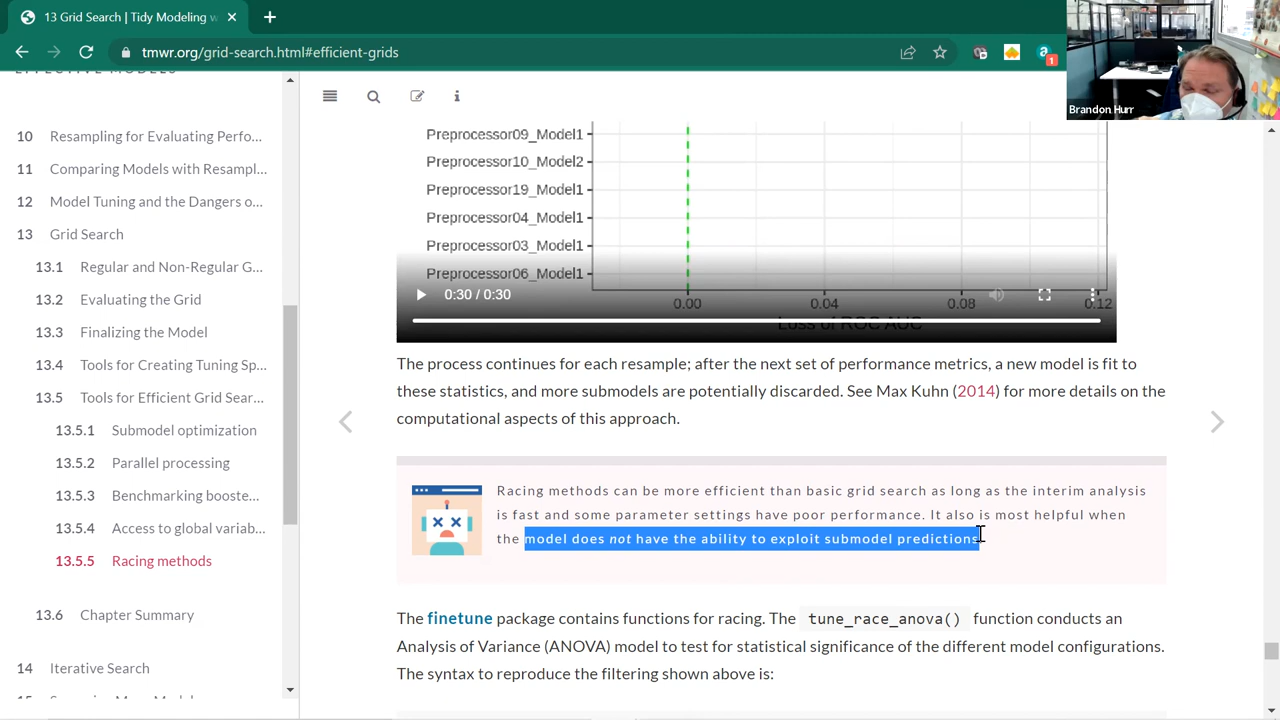 13 Grid Search | Tidy Modeling w
tmwr.org/grid-search.html#efficient-grids
1
Brandon Hurr
EFFECTIVE MODELS
10 Resampling for Evaluating Perfo...
11 Comparing Models with Resampl...
12 Model Tuning and the Dangers o...
13 Grid Search
13.1 Regular and Non-Regular G...
13.2 Evaluating the Grid
13.3 Finalizing the Model
13.4 Tools for Creating Tuning Sp...
13.5 Tools for Efficient Grid Sear...
13.5.1 Submodel optimization
13.5.2 Parallel processing
13.5.3 Benchmarking booste...
13.5.4 Access to global variab...
13.5.5 Racing methods
13.6 Chapter Summary
14 Iterative Search
Preprocessor09_Model1
Preprocessor10_Model2
Preprocessor19_Model1
Preprocessor04_Model1
Preprocessor03_Model1
Preprocessor06_Model1
0:30 / 0:30
0.00 0.04 0.08 0.12
Loss of ROC AUC
The process continues for each resample; after the next set of performance metrics, a new model is fit to
these statistics, and more submodels are potentially discarded. See Max Kuhn (2014) for more details on the
computational aspects of this approach.
Racing methods can be more efficient than basic grid search as long as the interim analysis
is fast and some parameter settings have poor performance. It also is most helpful when
the model does not have the ability to exploit submodel predictions.
The finetune package contains functions for racing. The tune_race_anova() function conducts an
Analysis of Variance (ANOVA) model to test for statistical significance of the different model configurations.
The syntax to reproduce the filtering shown above is: